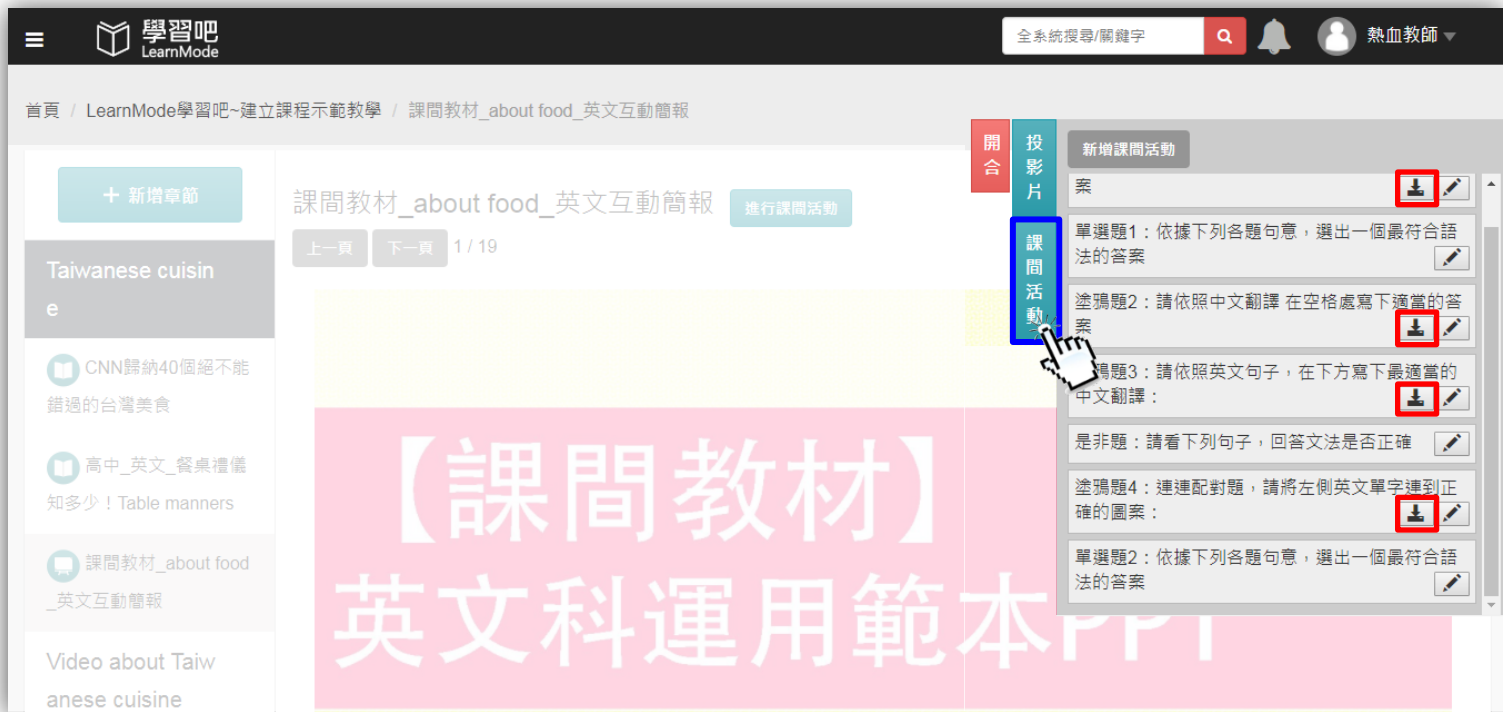 學習吧
LearnMode
全系統搜尋/關鍵字
熱血教師
首頁 / LearnMode學習吧~建立課程示範教學 / 課間教材_about food_英文互動簡報
+ 新增章節
Taiwanese cuisin
e
CNN歸納40個絕不能
錯過的台灣美食
高中_英文_餐桌禮儀
知多少！Table manners
課間教材_about food
_英文互動簡報
Video about Taiw
anese cuisine
課間教材_about food_英文互動簡報
進行課間活動
上一頁 下一頁 1 / 19
【課間教材】
英文科運用範本PPT
開合
投影片
課間活動
新增課間活動
案
單選題1：依據下列各題句意，選出一個最符合語
法的答案
塗鴉題2：請依照中文翻譯 在空格處寫下適當的答
案
鴉題3：請依照英文句子，在下方寫下最適當的
中文翻譯：
是非題：請看下列句子，回答文法是否正確
塗鴉題4：連連配對題，請將左側英文單字連到正
確的圖案：
單選題2：依據下列各題句意，選出一個最符合語
法的答案